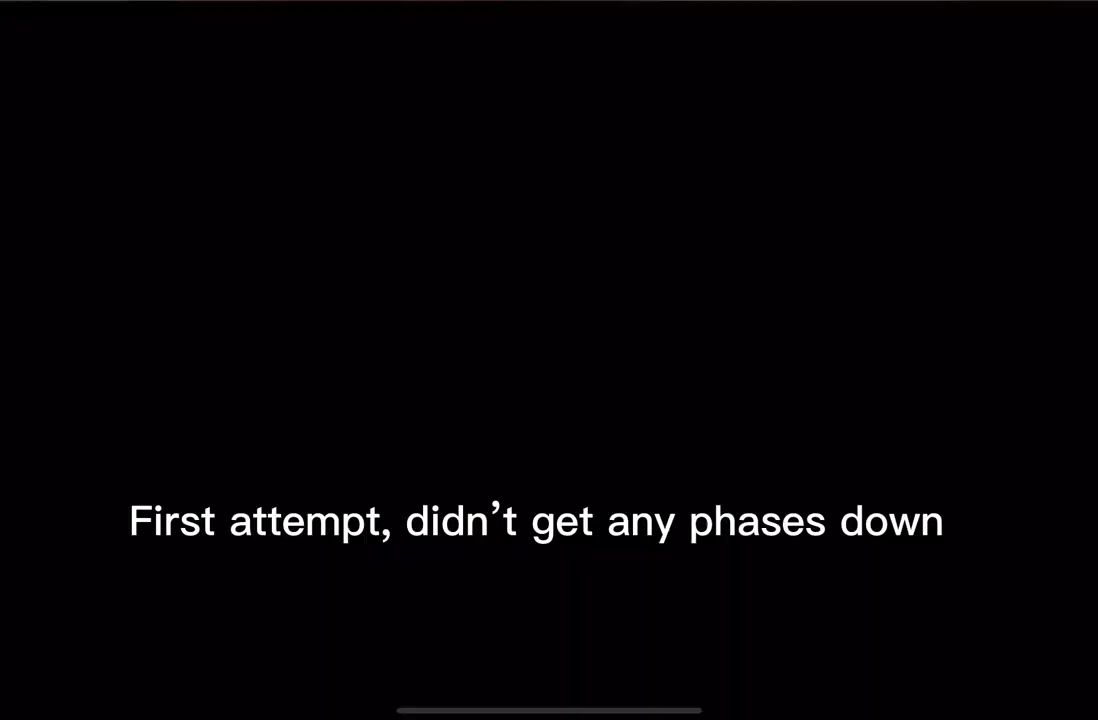 First attempt, didn’t get any phases down